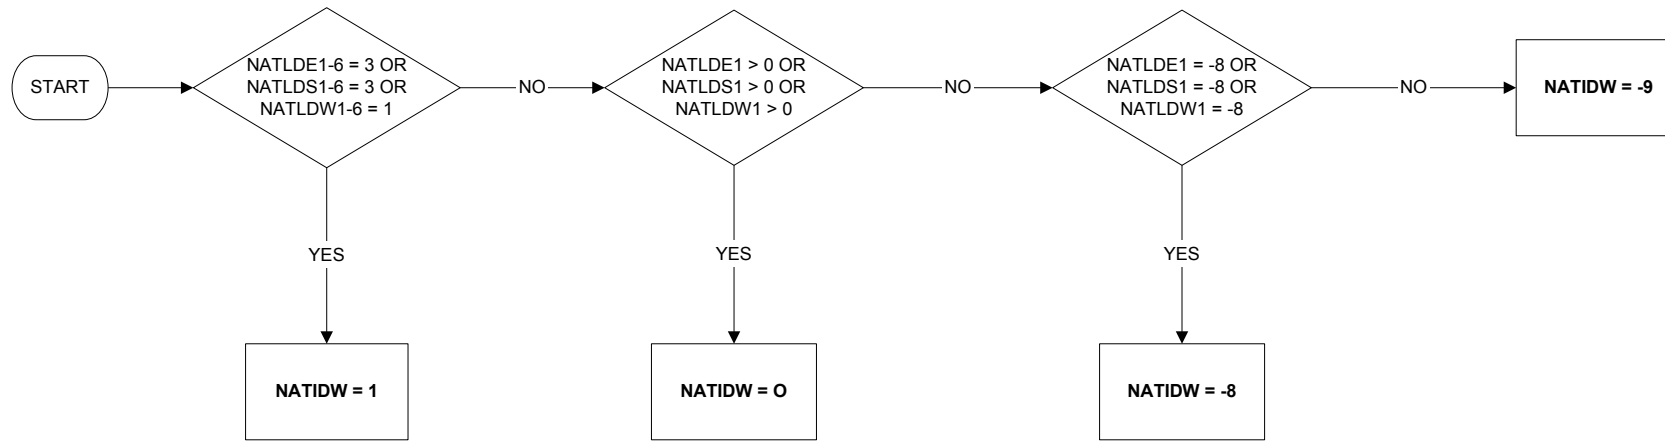 START
NATLDE1-6 = 3 OR
NATLDS1-6 = 3 OR
NATLDW1-6 = 1
NO
NATLDE1 > 0 OR
NATLDS1 > 0 OR
NATLDW1 > 0
NO
NATLDE1 = -8 OR
NATLDS1 = -8 OR
NATLDW1 = -8
NO
NATIDW = -9
YES
YES
YES
NATIDW = 1
NATIDW = O
NATIDW = -8